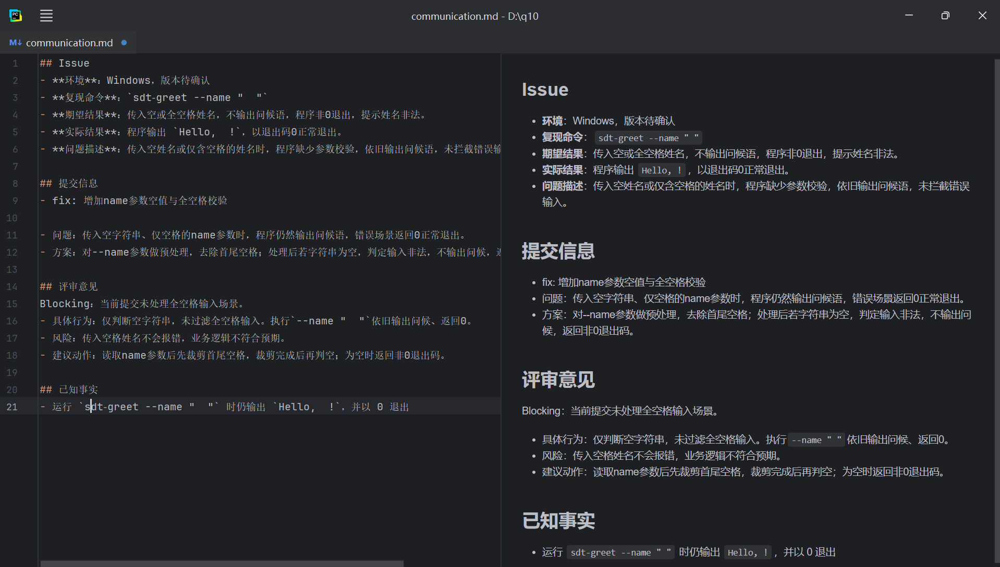 PC
communication.md - D:\q10
M↓ communication.md
1 ## Issue
2 - **环境**：Windows，版本待确认
3 - **复现命令**：`sdt-greet --name "  "`
4 - **期望结果**：传入空或全空格姓名，不输出问候语，程序非0退出，提示姓名非法。
5 - **实际结果**：程序输出 `Hello,  !`，以退出码0正常退出。
6 - **问题描述**：传入空姓名或仅含空格的姓名时，程序缺少参数校验，依旧输出问候语，未拦截错误输
7
8 ## 提交信息
9 - fix: 增加name参数空值与全空格校验
10
11 - 问题：传入空字符串、仅空格的name参数时，程序仍然输出问候语，错误场景返回0正常退出。
12 - 方案：对--name参数做预处理，去除首尾空格；处理后若字符串为空，判定输入非法，不输出问候，
13
14 ## 评审意见
15 Blocking：当前提交未处理全空格输入场景。
16 - 具体行为：仅判断空字符串，未过滤全空格输入。执行`--name "  "`依旧输出问候、返回0。
17 - 风险：传入空格姓名不会报错，业务逻辑不符合预期。
18 - 建议动作：读取name参数后先裁剪首尾空格，裁剪完成后再判空；为空时返回非0退出码。
19
20 ## 已知事实
21 - 运行 `sdt-greet --name "  "` 时仍输出 `Hello,  !`，并以 0 退出
Issue
• 环境：Windows，版本待确认
• 复现命令： sdt-greet --name " "
• 期望结果：传入空或全空格姓名，不输出问候语，程序非0退出，提示姓名非法。
• 实际结果：程序输出 Hello, ! ，以退出码0正常退出。
• 问题描述：传入空姓名或仅含空格的姓名时，程序缺少参数校验，依旧输出问候语，未拦截错误
输入。
提交信息
• fix: 增加name参数空值与全空格校验
• 问题：传入空字符串、仅空格的name参数时，程序仍然输出问候语，错误场景返回0正常退出。
• 方案：对--name参数做预处理，去除首尾空格；处理后若字符串为空，判定输入非法，不输出问
候，返回非0退出码。
评审意见
Blocking：当前提交未处理全空格输入场景。
• 具体行为：仅判断空字符串，未过滤全空格输入。执行 --name " " 依旧输出问候、返回0。
• 风险：传入空格姓名不会报错，业务逻辑不符合预期。
• 建议动作：读取name参数后先裁剪首尾空格，裁剪完成后再判空；为空时返回非0退出码。
已知事实
• 运行 sdt-greet --name " " 时仍输出 Hello, ! ，并以 0 退出